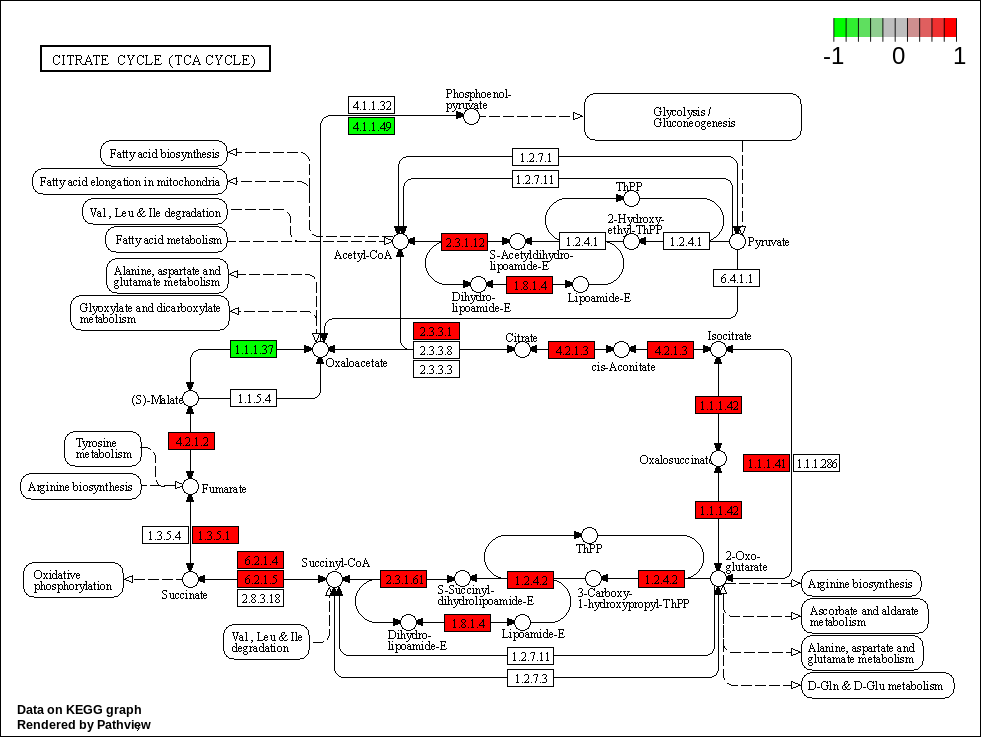 -1 0 1
CITRATE CYCLE (TCA CYCLE)
Phosphoenol-
pyruvate
4.1.1.32
4.1.1.49
Glycolysis /
Gluconeogenesis
Fatty acid biosynthesis
Fatty acid elongation in mitochondria
Val, Leu & Ile degradation
Fatty acid metabolism
Alanine, aspartate and
glutamate metabolism
Glyoxylate and dicarboxylate
metabolism
1.2.7.1
1.2.7.11
ThPP
2-Hydroxy-
ethyl-ThPP
Acetyl-CoA
2.3.1.12
1.2.4.1
1.2.4.1
Pyruvate
S-Acetyldihydro-
lipoamide-E
1.8.1.4
Dihydro-
lipoamide-E
Lipoamide-E
6.4.1.1
2.3.3.1
2.3.3.8
2.3.3.3
1.1.1.37
Oxaloacetate
Citrate
4.2.1.3
cis-Aconitate
4.2.1.3
Isocitrate
(S)-Malate
1.1.5.4
1.1.1.42
4.2.1.2
Tyrosine
metabolism
Arginine biosynthesis
Fumarate
Oxalosuccinate
1.1.1.41
1.1.1.286
1.1.1.42
1.3.5.4
1.3.5.1
ThPP
6.2.1.4
6.2.1.5
2.8.3.18
Succinyl-CoA
2.3.1.61
1.2.4.2
1.2.4.2
2-Oxo-
glutarate
Oxidative
phosphorylation
Succinate
S-Succinyl-
dihydrolipoamide-E
3-Carboxy-
1-hydroxypropyl-ThPP
1.8.1.4
Dihydro-
lipoamide-E
Lipoamide-E
Val, Leu & Ile
degradation
1.2.7.11
1.2.7.3
Arginine biosynthesis
Ascorbate and aldarate
metabolism
Alanine, aspartate and
glutamate metabolism
D-Gln & D-Glu metabolism
Data on KEGG graph
Rendered by Pathview